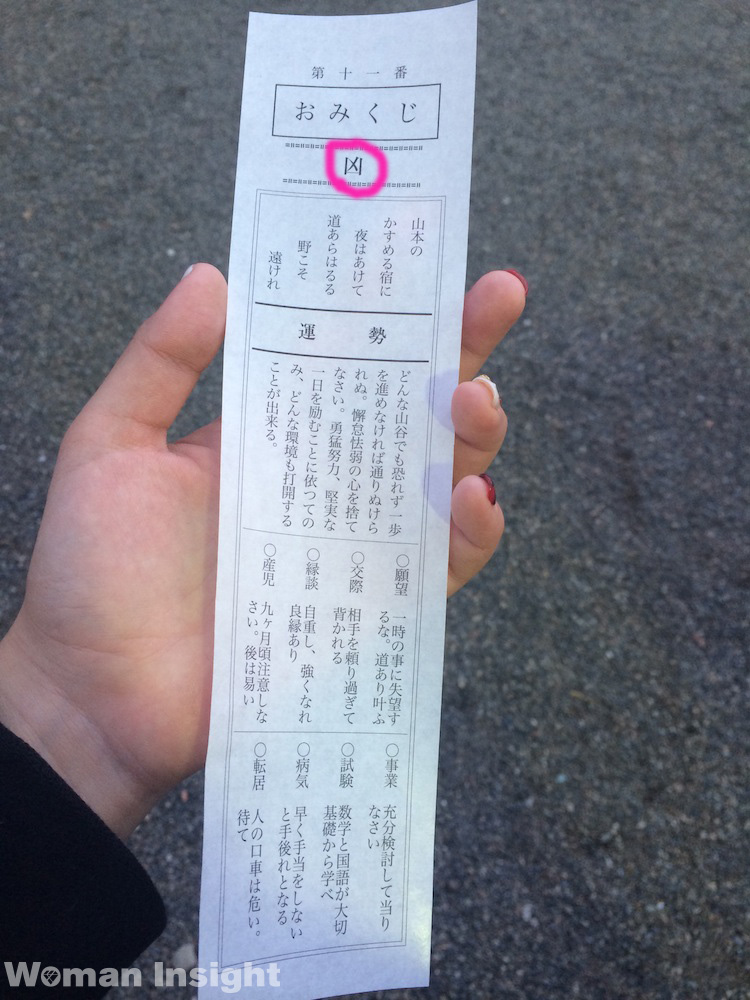 第十一番
おみくじ
凶
山本の
かすめる宿に
夜はあけて
道あらはるる
野こそ
遠けれ
運勢
どんな山谷でも恐れず一歩
を進めなければ通りぬけら
れぬ。懈怠怯弱の心を捨て
なさい。勇猛努力、堅実な
一日を励むことに依つての
み、どんな環境も打開する
ことが出来る。
○願望
一時の事に失望す
るな。道あり叶ふ
○交際
相手を頼り過ぎて
背かれる
○縁談
自重し、強くなれ
良縁あり
○産児
九ヶ月頃注意しな
さい。後は易い
○事業
充分検討して当り
なさい
○試験
数学と国語が大切
基礎から学べ
○病気
早く手当をしない
と手後れとなる
○転居
人の口車は危い。
待て
Woman Insight